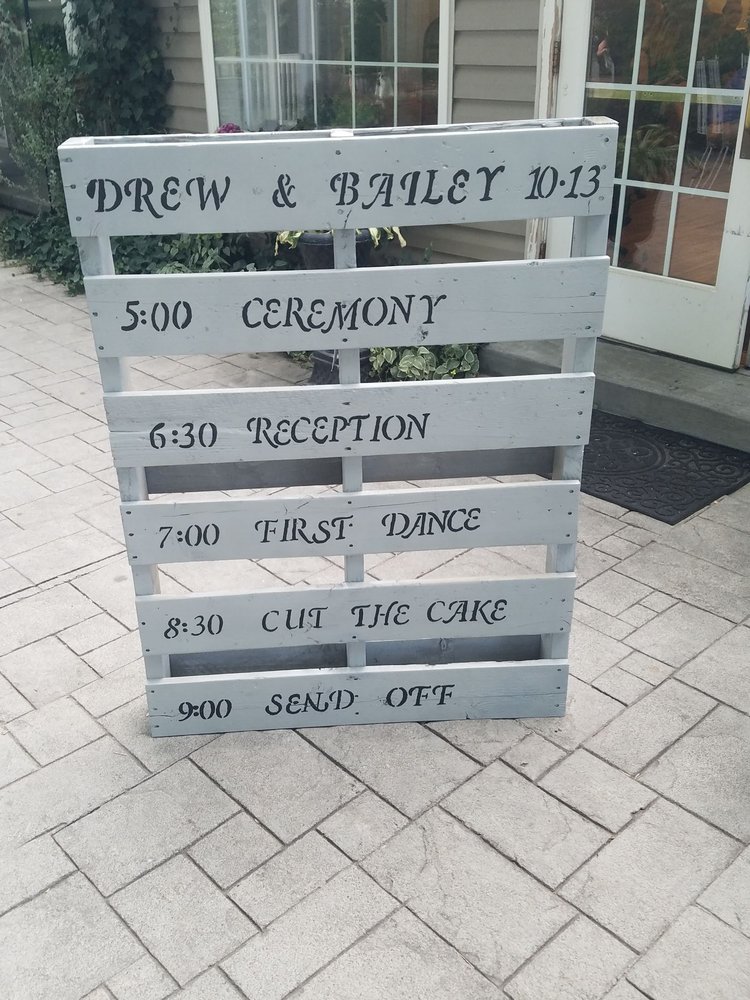 DREW & BAILEY 10·13
5:00 CEREMONY
6:30 RECEPTION
7:00 FIRST DANCE
8:30 CUT THE CAKE
9:00 SEND OFF